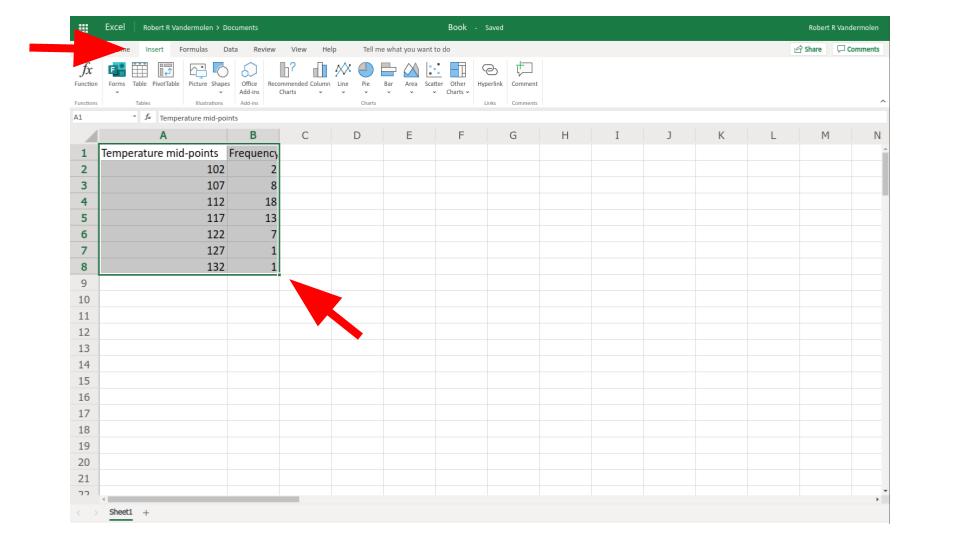 Excel Robert R Vandermolen > Documents Book - Saved Robert R Vandermolen
Insert Formulas Data Review View Help Tell me what you want to do Share Comments
fx
Function Forms Table PivotTable Picture Shapes Office Add-ins Recommended Charts Column Line Pie Bar Area Scatter Other Charts Hyperlink Comment
Functions Tables Illustrations Add-ins Charts Links Comments
A1 fx Temperature mid-points
A B C D E F G H I J K L M N
1 Temperature mid-points Frequency
2 102 2
3 107 8
4 112 18
5 117 13
6 122 7
7 127 1
8 132 1
9
10
11
12
13
14
15
16
17
18
19
20
21
22
Sheet1 +